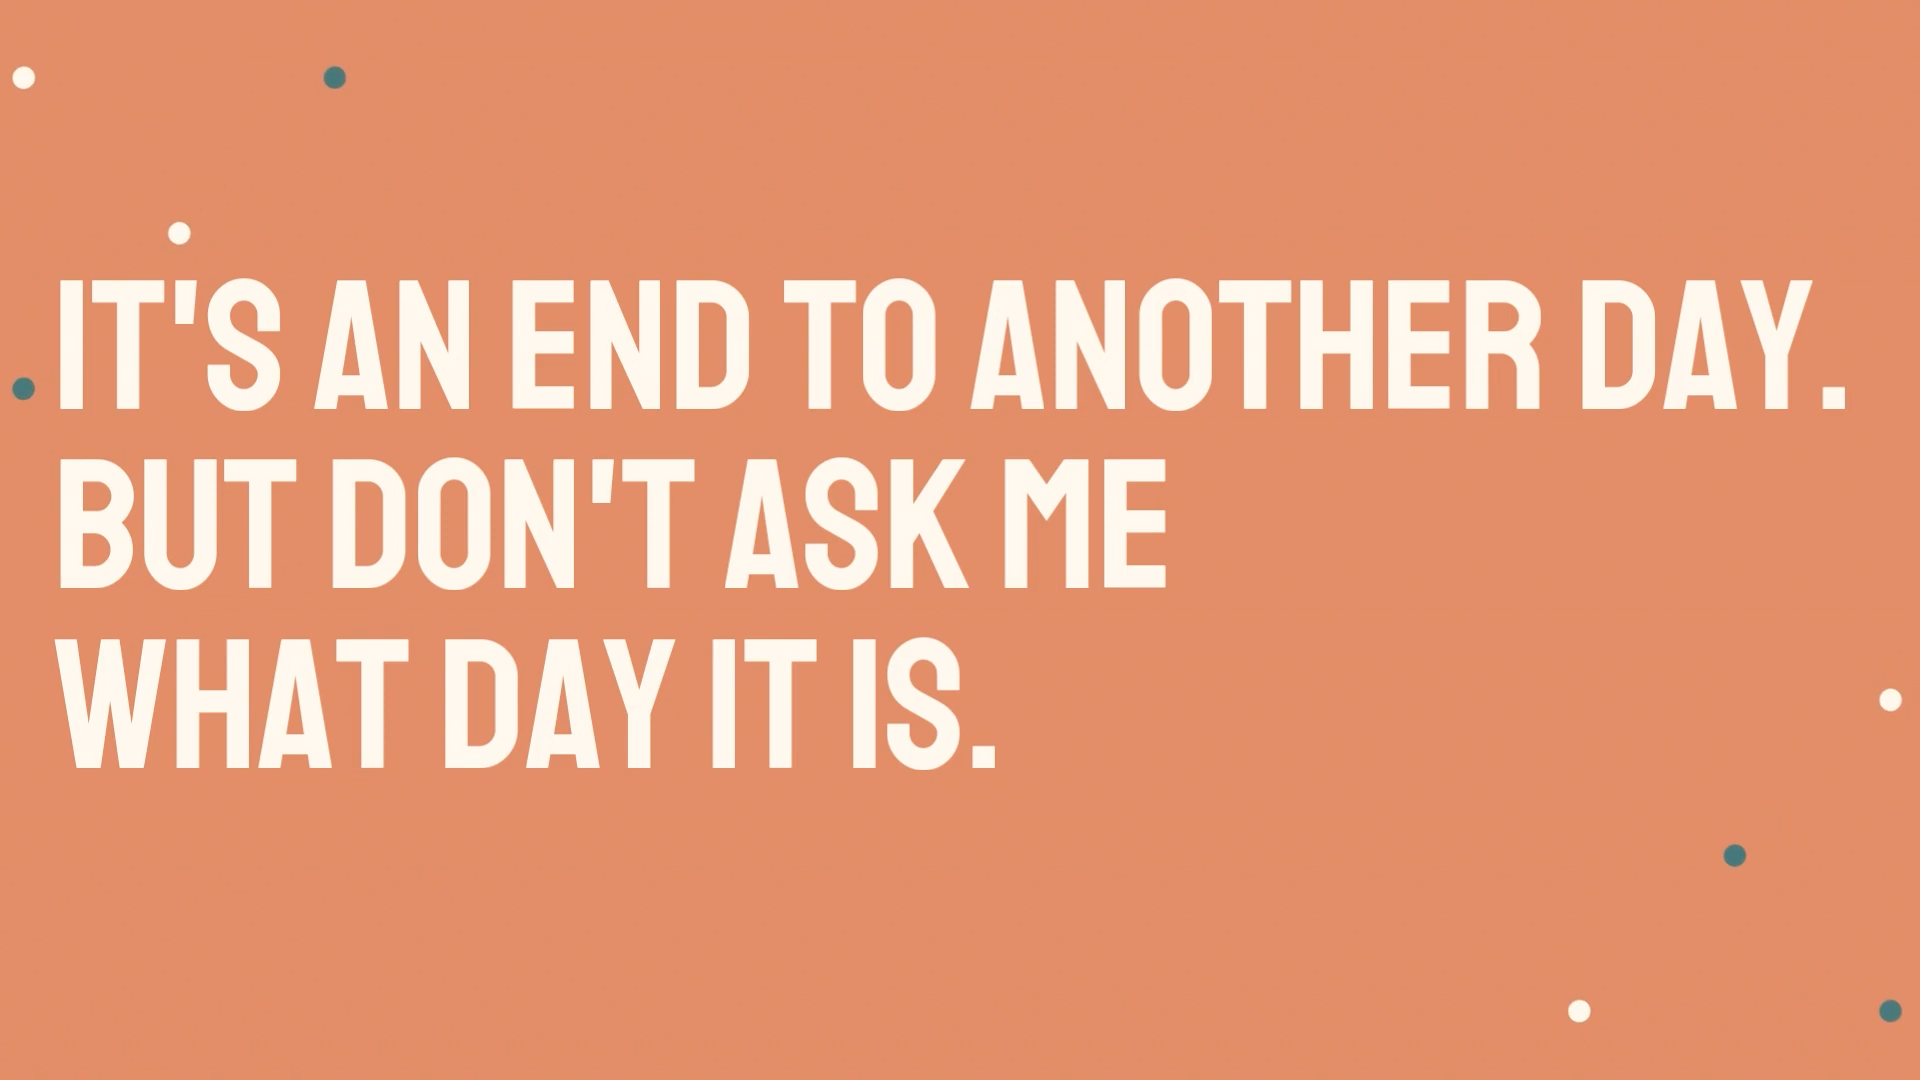 IT'S AN END TO ANOTHER DAY.
BUT DON'T ASK ME
WHAT DAY IT IS.